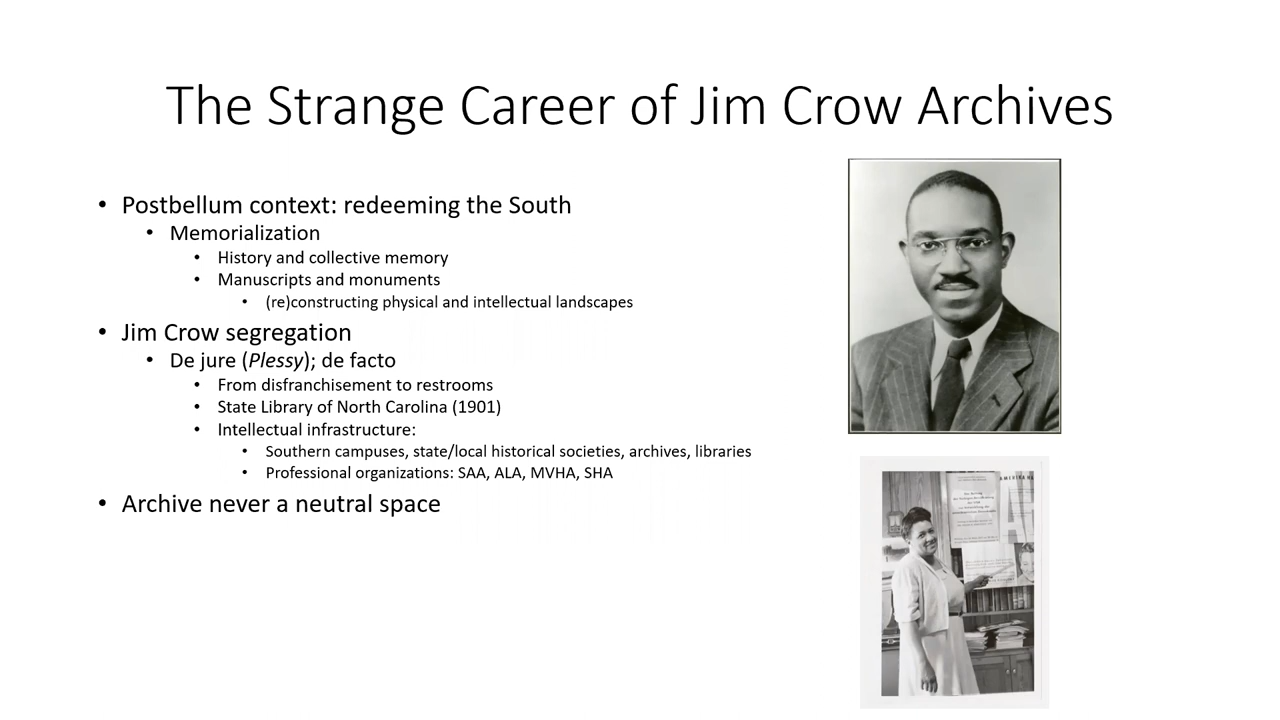 The Strange Career of Jim Crow Archives
• Postbellum context: redeeming the South
• Memorialization
• History and collective memory
• Manuscripts and monuments
• (re)constructing physical and intellectual landscapes
• Jim Crow segregation
• De jure (Plessy); de facto
• From disfranchisement to restrooms
• State Library of North Carolina (1901)
• Intellectual infrastructure:
• Southern campuses, state/local historical societies, archives, libraries
• Professional organizations: SAA, ALA, MVHA, SHA
• Archive never a neutral space